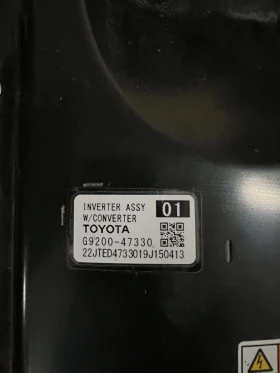 INVERTER ASSY 01
W/CONVERTER
TOYOTA
G9200-47330
22JTED4733019J150413